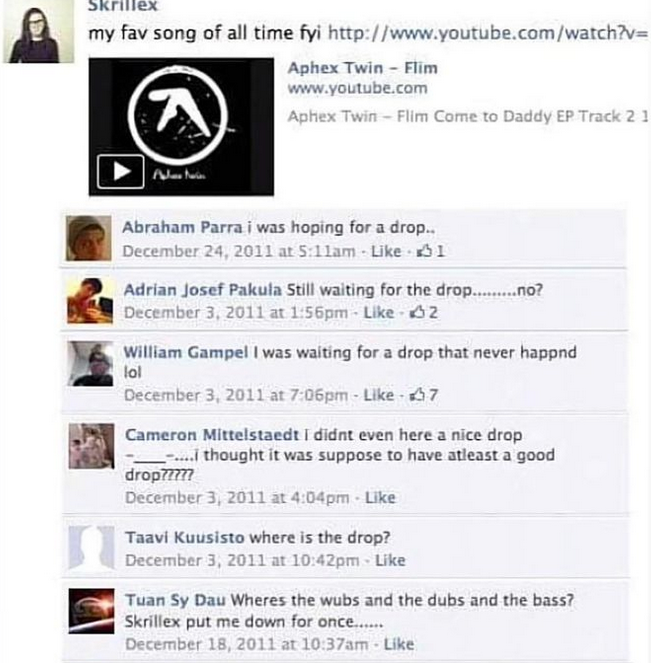 Skrillex
my fav song of all time fyi http://www.youtube.com/watch?v=
Aphex Twin – Flim
www.youtube.com
Aphex Twin – Flim Come to Daddy EP Track 2 1
Aphex twin
Abraham Parra i was hoping for a drop..
December 24, 2011 at 5:11am · Like · 1
Adrian Josef Pakula Still waiting for the drop.........no?
December 3, 2011 at 1:56pm · Like · 2
William Gampel I was waiting for a drop that never happnd
lol
December 3, 2011 at 7:06pm · Like · 7
Cameron Mittelstaedt i didnt even here a nice drop
-____-....i thought it was suppose to have atleast a good
drop?????
December 3, 2011 at 4:04pm · Like
Taavi Kuusisto where is the drop?
December 3, 2011 at 10:42pm · Like
Tuan Sy Dau Wheres the wubs and the dubs and the bass?
Skrillex put me down for once......
December 18, 2011 at 10:37am · Like